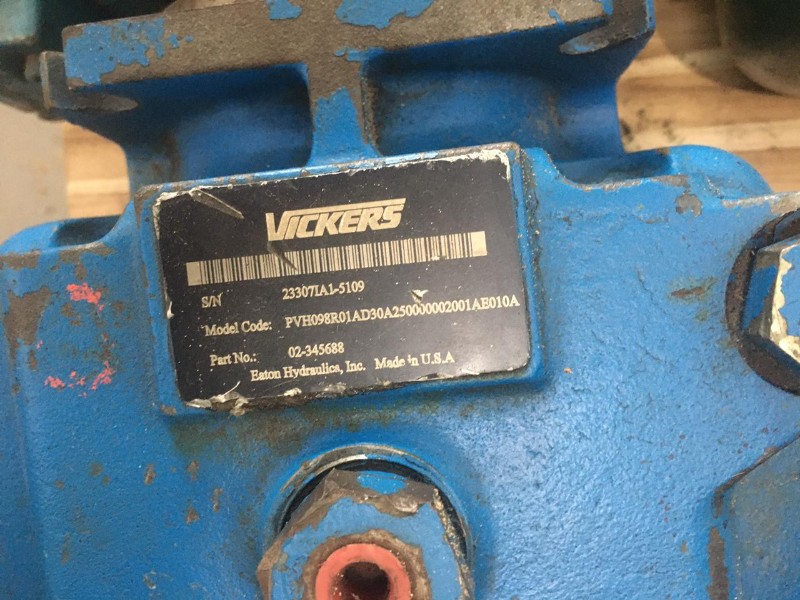 VICKERS
S/N 23307IA1-5109
Model Code: PVH098R01AD30A250000002001AE010A
Part No.: 02-345688
Eaton Hydraulics, Inc. Made in U.S.A